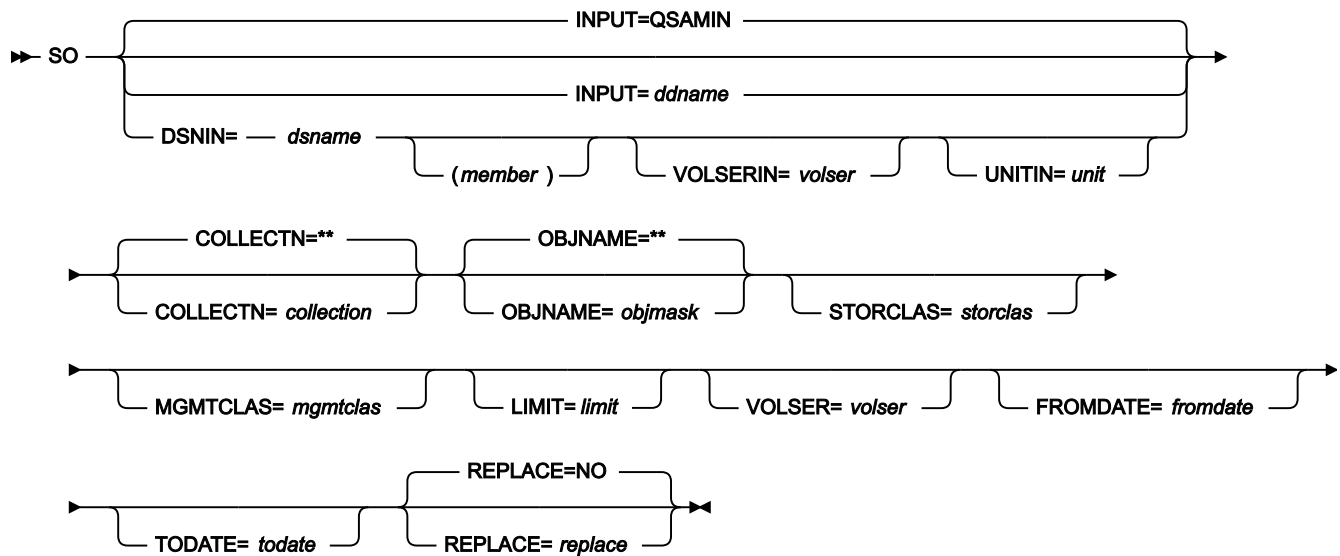 INPUT=QSAMIN
SO
INPUT= ddname
DSNIN= dsname
(member )
VOLSERIN= volser
UNITIN= unit
COLLECTN=**
OBJNAME=**
COLLECTN= collection
OBJNAME= objmask
STORCLAS= storclas
MGMTCLAS= mgmtclas
LIMIT= limit
VOLSER= volser
FROMDATE= fromdate
REPLACE=NO
TODATE= todate
REPLACE= replace